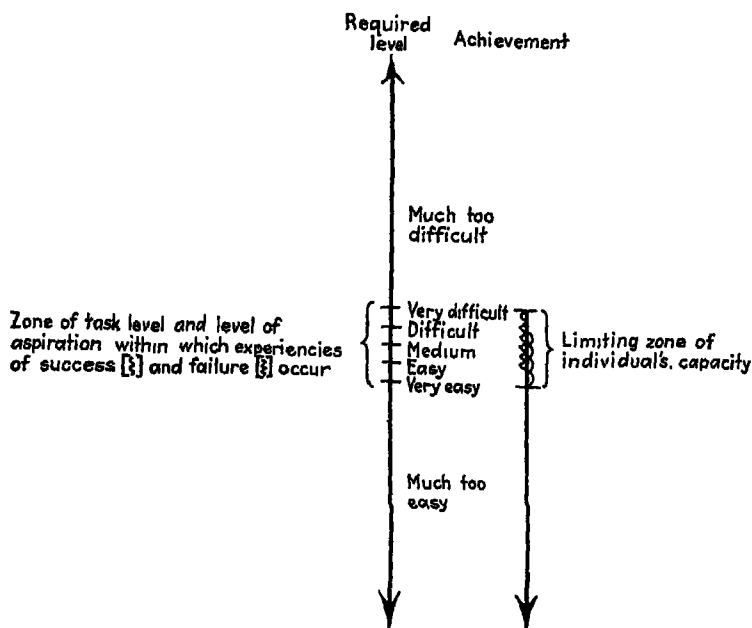 Required
level
Achievement
Much too
difficult
Very difficult
Difficult
Medium
Easy
Very easy
Zone of task level and level of
aspiration within which experiencies
of success [}] and failure [}] occur
Limiting zone of
individual's. capacity
Much too
easy